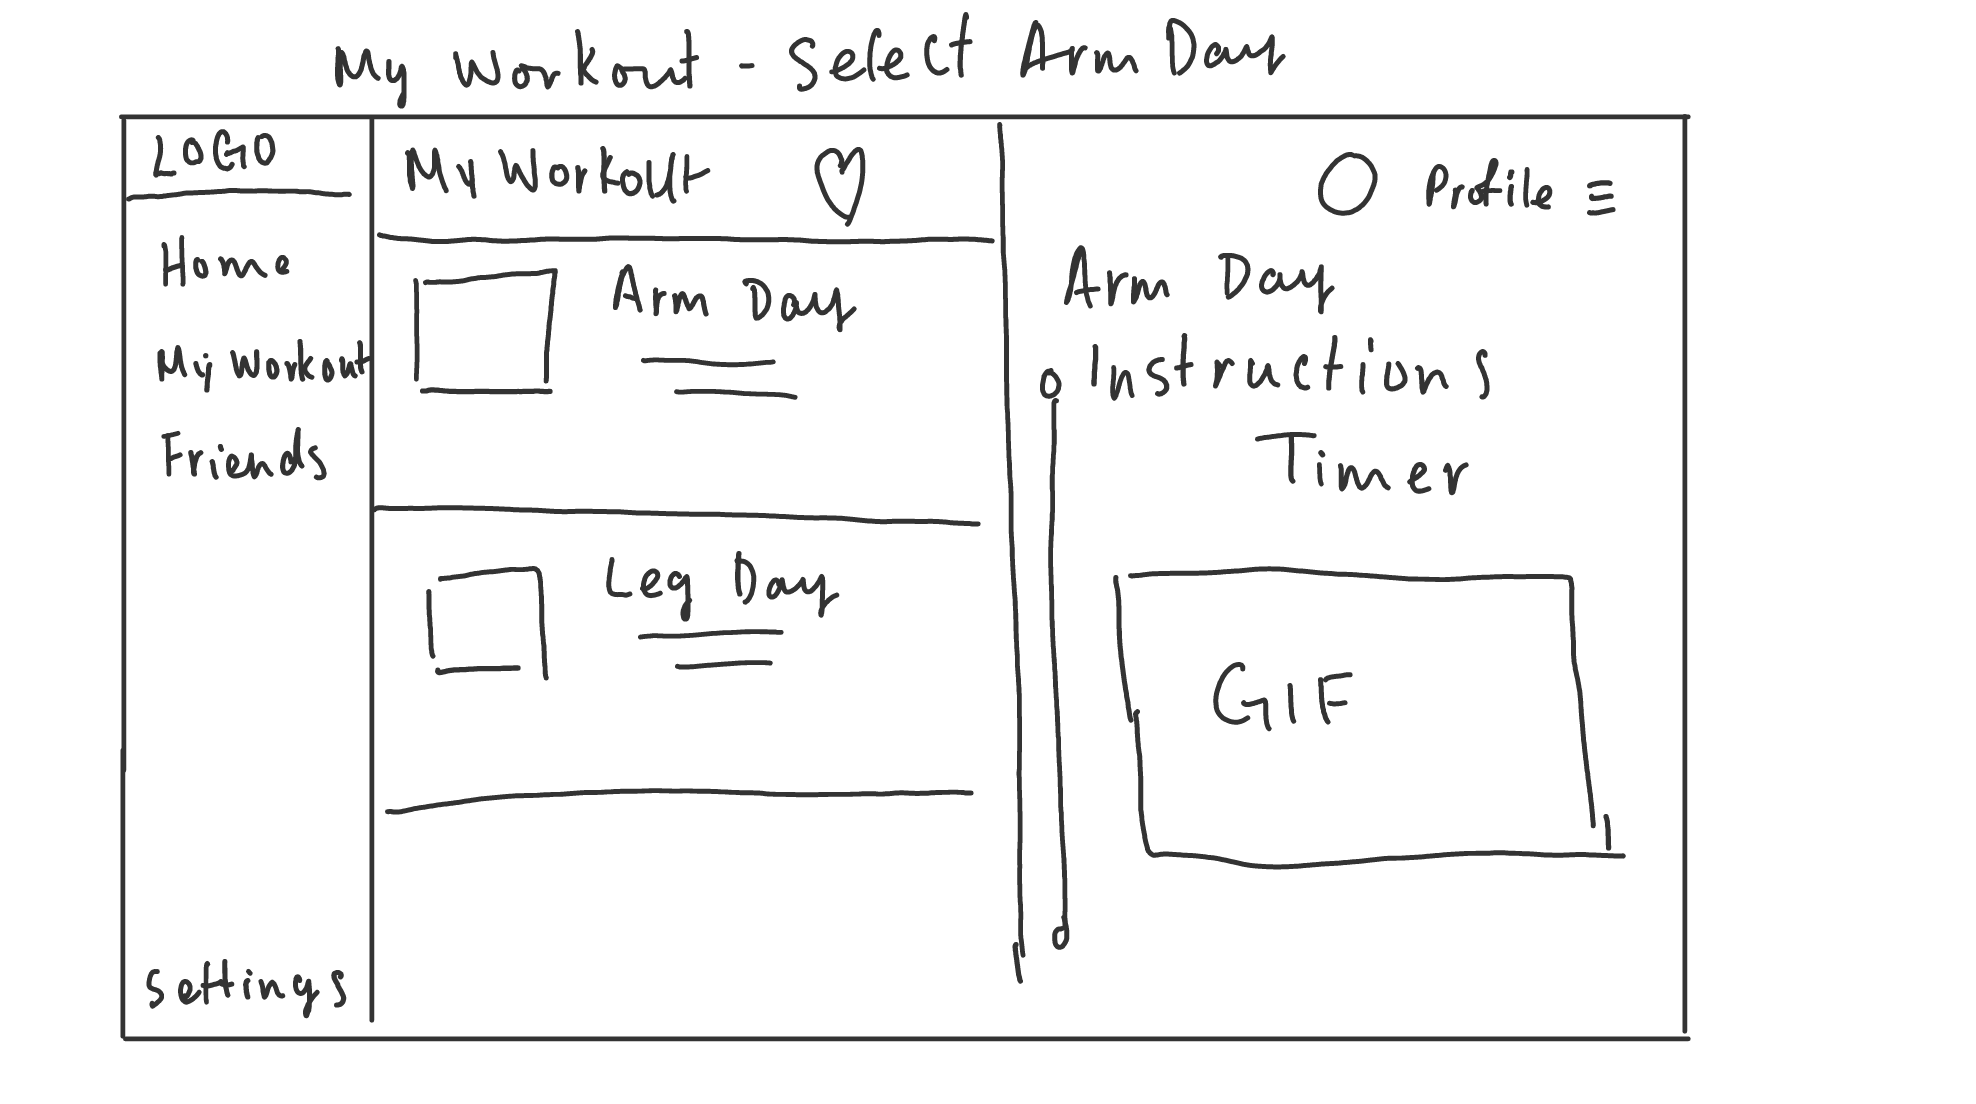 My Workout - Select Arm Day
LOGO
Home
My Workout
Friends
Settings
My Workout
Arm Day
Leg Day
Profile
Arm Day
Instructions
Timer
GIF